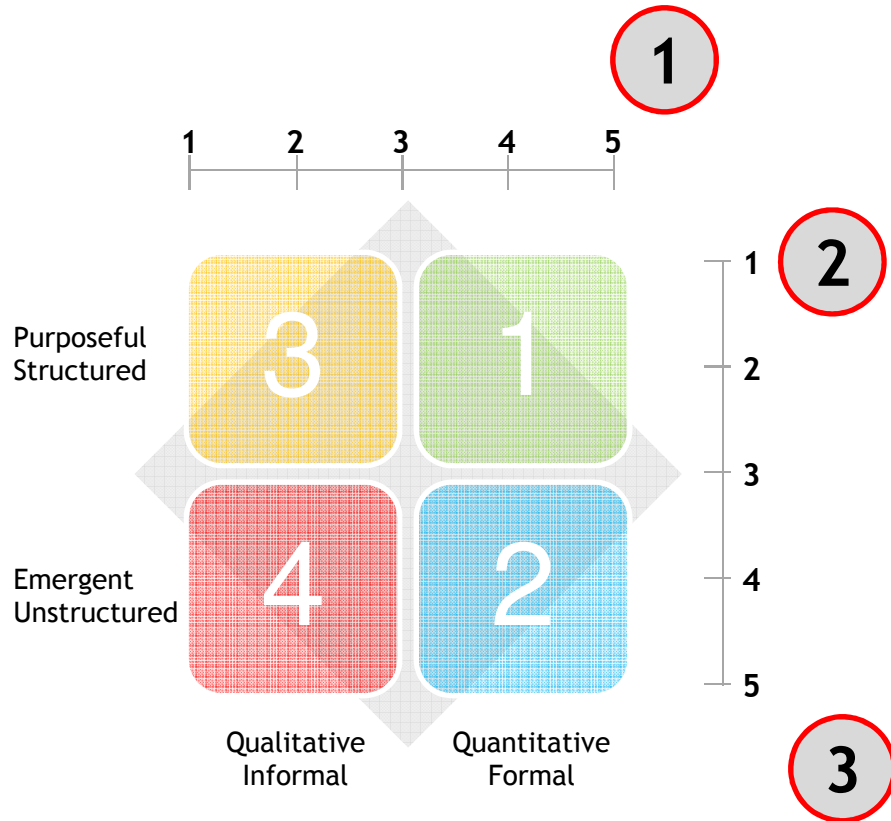 1
1 2 3 4 5
1
2
Purposeful
Structured
3
1
2
3
Emergent
Unstructured
4
2
4
5
Qualitative
Informal
Quantitative
Formal
3